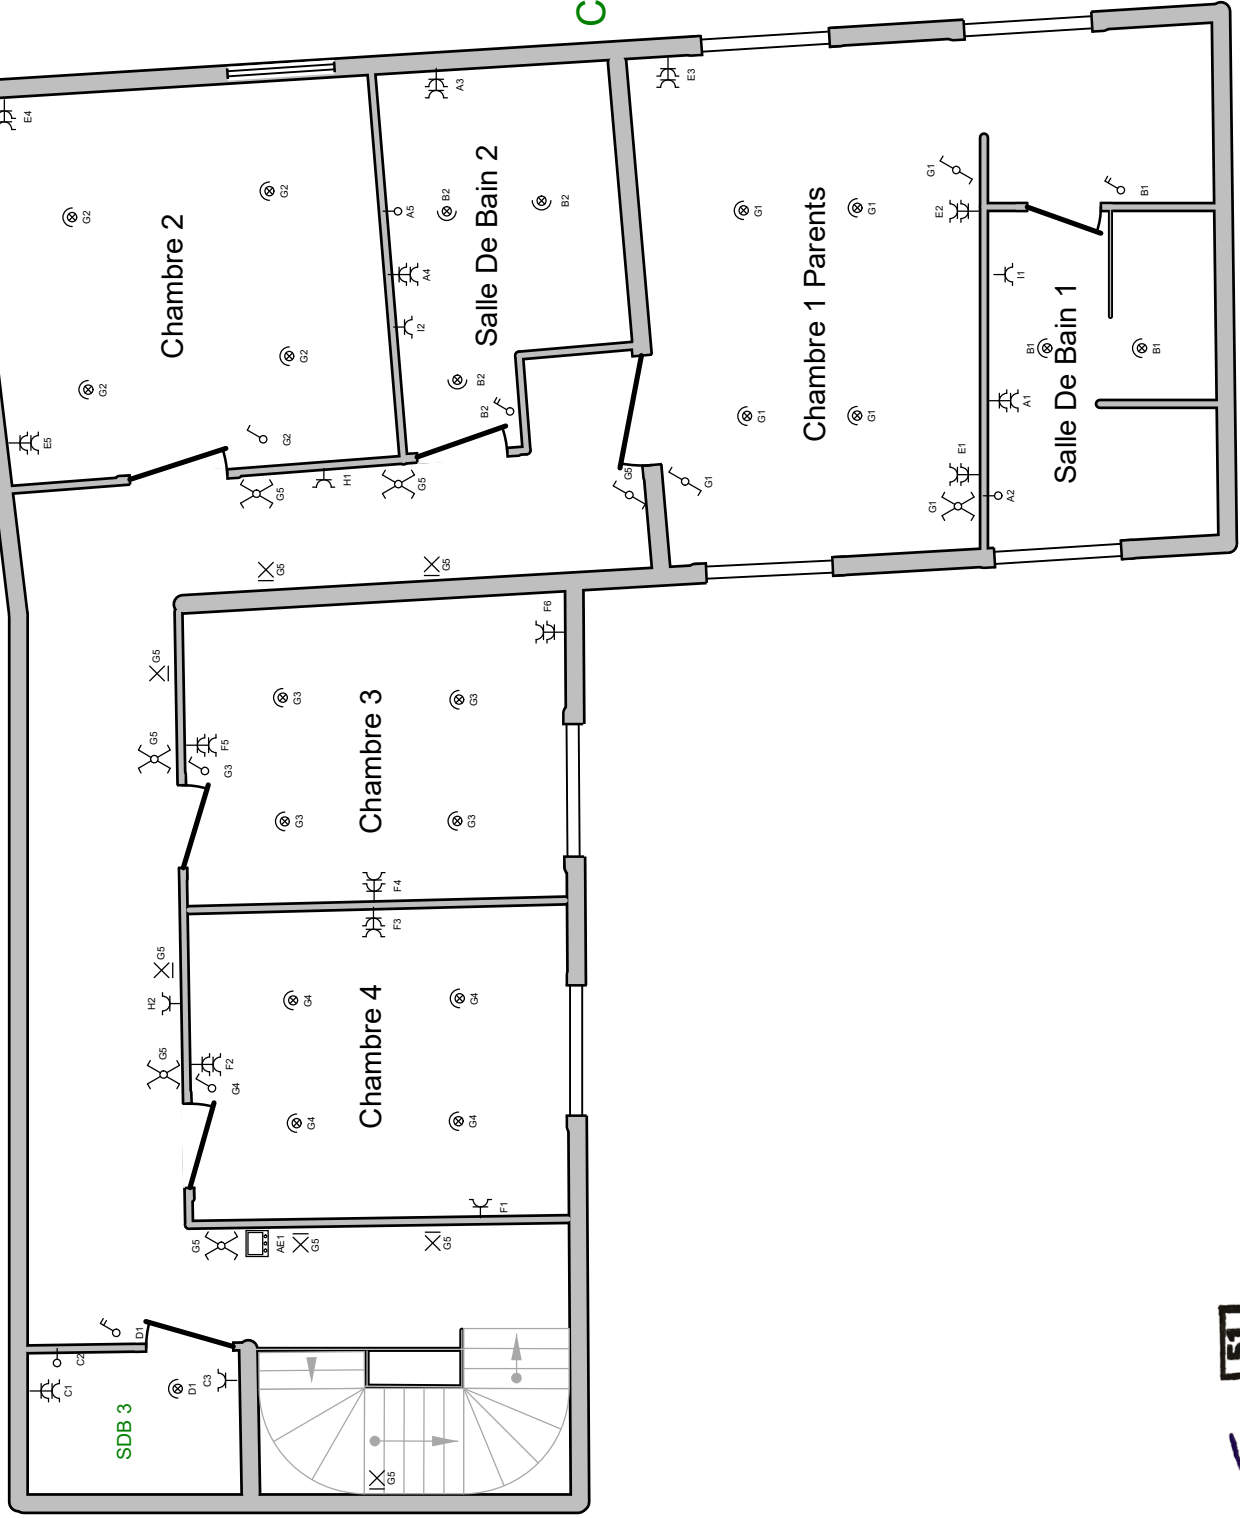 C
E4
G2
G2
Chambre 2
G2
G2
E5
G2
H1
A3
Salle De Bain 2
B2
B2
A5
A4
I2
B2
B2
G5
G5
G5
G5
E3
G1
E2
B1
G1
G1
Chambre 1 Parents
I1
Salle De Bain 1
B1
B1
G1
G1
A1
E1
G1
A2
G5
G1
G5
G5
F5
G3
F6
G3
G3
Chambre 3
G3
G3
F4
F3
G5
H2
G5
F2
G4
G4
G4
Chambre 4
G4
G4
F1
G5
AE1
G5
G5
D1
C2
C1
D1
C3
SDB 3
G5
51